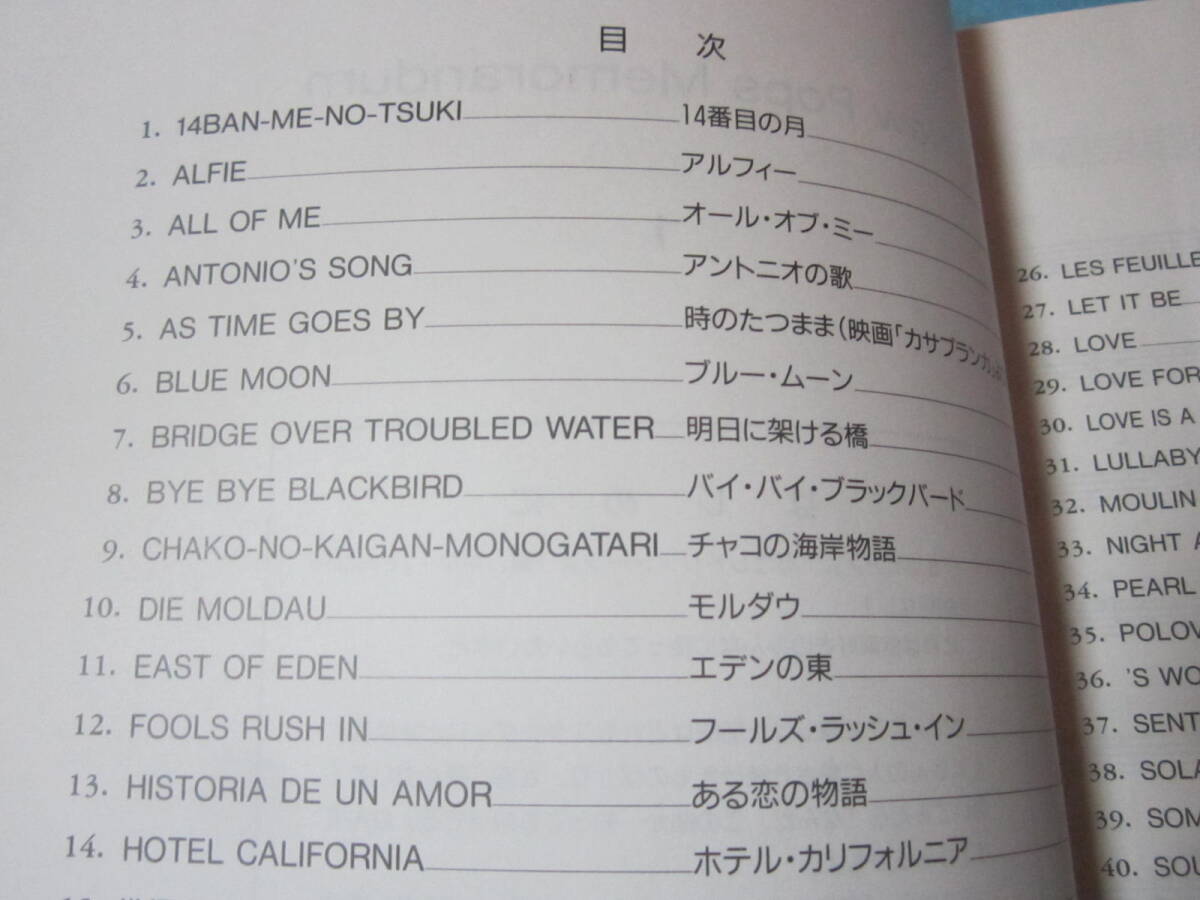 目 次
1. 14BAN-ME-NO-TSUKI 14番目の月
2. ALFIE アルフィー
3. ALL OF ME オール・オブ・ミー
4. ANTONIO'S SONG アントニオの歌
5. AS TIME GOES BY 時のたつまま(映画「カサブランカ」
6. BLUE MOON ブルー・ムーン
7. BRIDGE OVER TROUBLED WATER 明日に架ける橋
8. BYE BYE BLACKBIRD バイ・バイ・ブラックバード
9. CHAKO-NO-KAIGAN-MONOGATARI チャコの海岸物語
10. DIE MOLDAU モルダウ
11. EAST OF EDEN エデンの東
12. FOOLS RUSH IN フールズ・ラッシュ・イン
13. HISTORIA DE UN AMOR ある恋の物語
14. HOTEL CALIFORNIA ホテル・カリフォルニア
26. LES FEUILLE
27. LET IT BE
28. LOVE
29. LOVE FOR
30. LOVE IS A
31. LULLABY
32. MOULIN
33. NIGHT A
34. PEARL
35. POLOV
36. 'S WO
37. SENT
38. SOLA
39. SOM
40. SOU